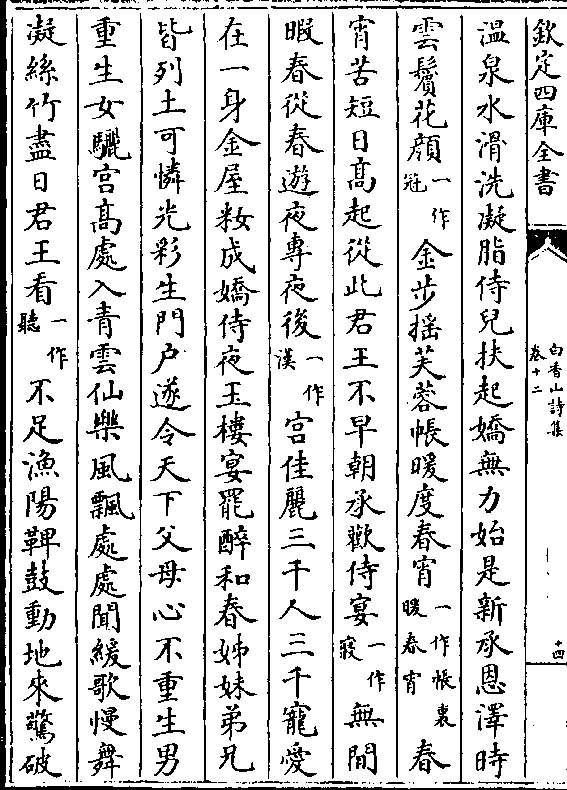 欽定四庫全書
白香山詩集
卷十二
十四
溫泉水滑洗凝脂侍兒扶起嬌無力始是新承恩澤時
雲鬢花顏一作冠金步搖芙蓉帳暖度春宵一作帳裏暖春宵春
宵苦短日髙起從此君王不早朝承歡侍宴一作寢無閒
暇春從春遊夜專夜後一作漢宮佳麗三千人三千寵愛
在一身金屋籹成嬌侍夜玉樓宴罷醉和春姊妹弟兄
皆列土可憐光彩生門户遂令天下父母心不重生男
重生女驪宮髙處入青雲仙樂風飄處處聞緩歌慢舞
凝絲竹盡日君王看一作聽不足漁陽鞞鼓動地來驚破